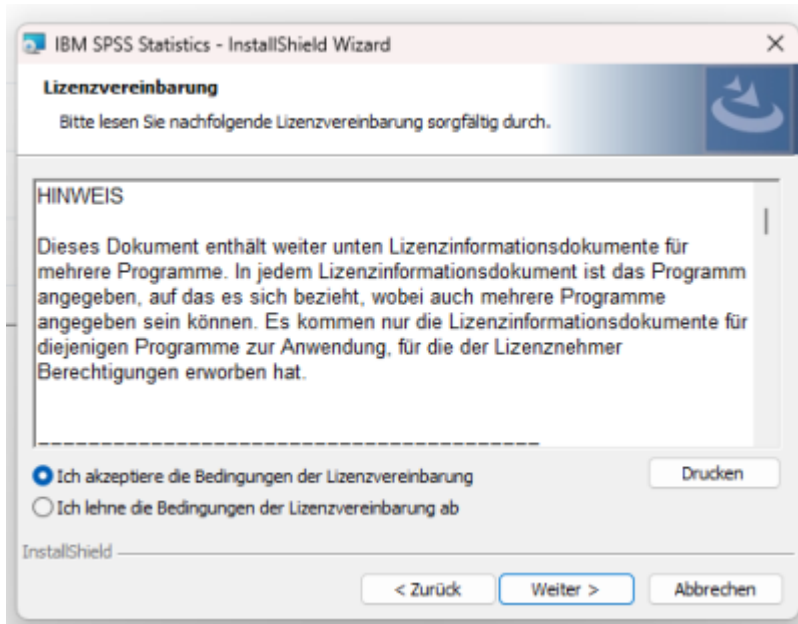 IBM SPSS Statistics - InstallShield Wizard
Lizenzvereinbarung
Bitte lesen Sie nachfolgende Lizenzvereinbarung sorgfältig durch.
HINWEIS
Dieses Dokument enthält weiter unten Lizenzinformationsdokumente für
mehrere Programme. In jedem Lizenzinformationsdokument ist das Programm
angegeben, auf das es sich bezieht, wobei auch mehrere Programme
angegeben sein können. Es kommen nur die Lizenzinformationsdokumente für
diejenigen Programme zur Anwendung, für die der Lizenznehmer
Berechtigungen erworben hat.
Ich akzeptiere die Bedingungen der Lizenzvereinbarung
Drucken
Ich lehne die Bedingungen der Lizenzvereinbarung ab
InstallShield
< Zurück
Weiter >
Abbrechen